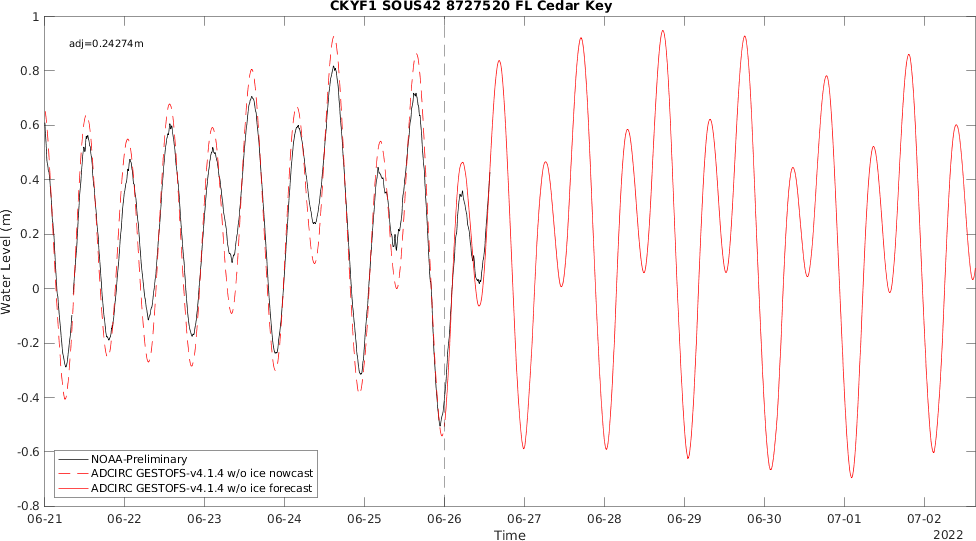 CKYF1 SOUS42 8727520 FL Cedar Key
adj=0.24274m
1
0.8
0.6
0.4
0.2
0
-0.2
-0.4
-0.6
-0.8
Water Level (m)
NOAA-Preliminary
ADCIRC GESTOFS-v4.1.4 w/o ice nowcast
ADCIRC GESTOFS-v4.1.4 w/o ice forecast
06-21 06-22 06-23 06-24 06-25 06-26 06-27 06-28 06-29 06-30 07-01 07-02
Time
2022